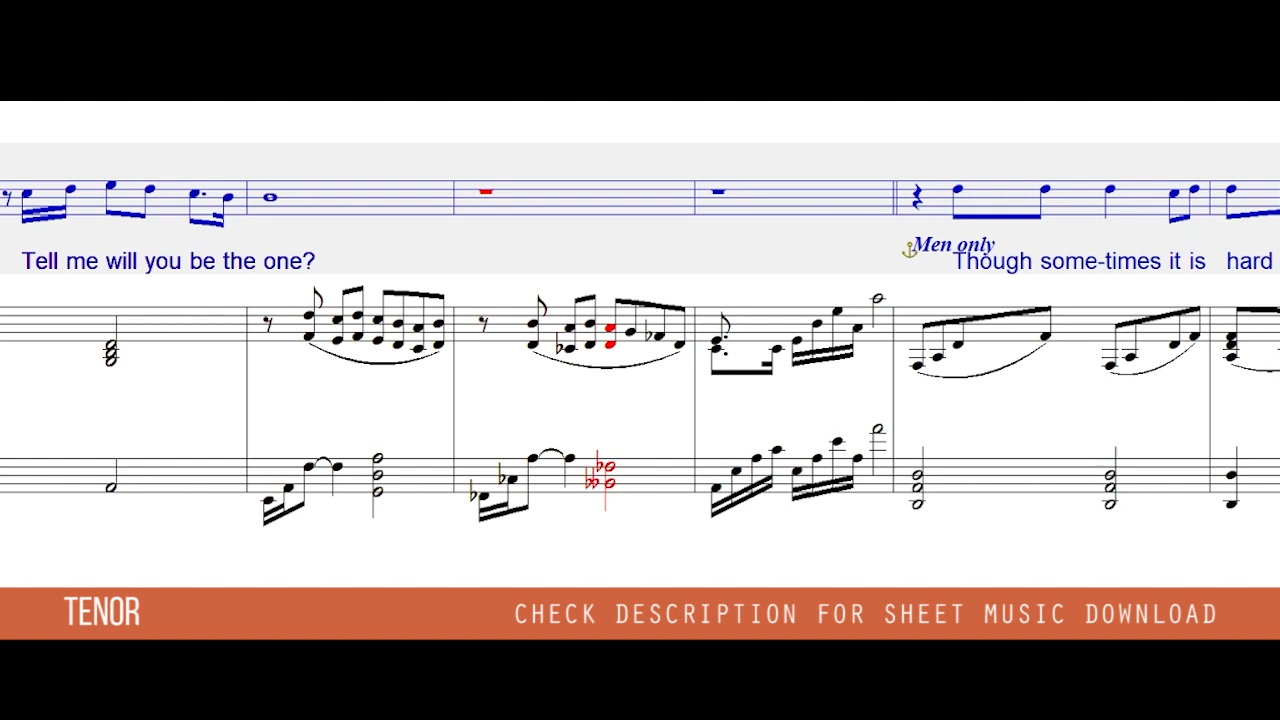 Men only
Tell me will you be the one? Though some-times it is hard
TENOR CHECK DESCRIPTION FOR SHEET MUSIC DOWNLOAD